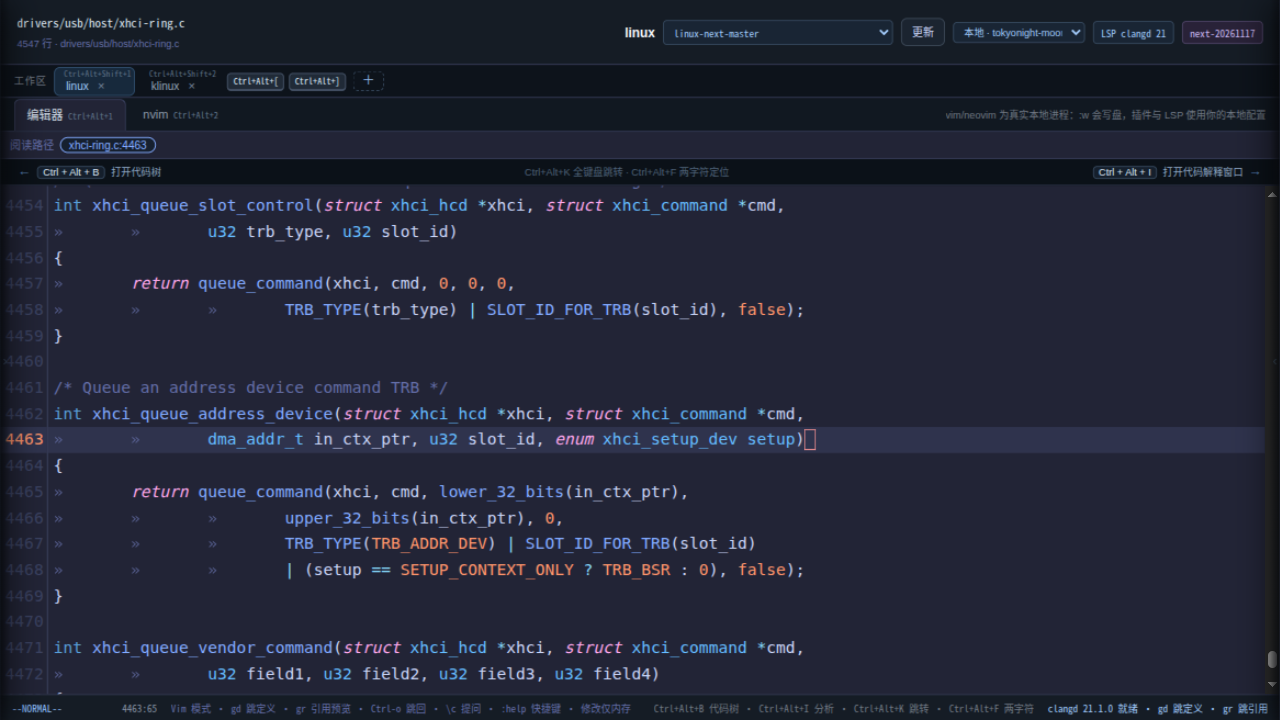 drivers/usb/host/xhci-ring.c
4547 行 · drivers/usb/host/xhci-ring.c
linux
linux-next-master
更新
本地 · tokyonight-moon
LSP clangd 21
next-20261117
工作区
Ctrl+Alt+Shift+1
linux ×
Ctrl+Alt+Shift+2
klinux ×
Ctrl+Alt+[
Ctrl+Alt+]
+
编辑器 Ctrl+Alt+1
nvim Ctrl+Alt+2
vim/neovim 为真实本地进程：:w 会写盘，插件与 LSP 使用你的本地配置
阅读路径 xhci-ring.c:4463
← Ctrl + Alt + B 打开代码树
Ctrl+Alt+K 全键盘跳转 · Ctrl+Alt+F 两字符定位
Ctrl + Alt + I 打开代码解释窗口 →
4454 int xhci_queue_slot_control(struct xhci_hcd *xhci, struct xhci_command *cmd,
4455 » » u32 trb_type, u32 slot_id)
4456 {
4457 » return queue_command(xhci, cmd, 0, 0, 0,
4458 » » » TRB_TYPE(trb_type) | SLOT_ID_FOR_TRB(slot_id), false);
4459 }
4460
4461 /* Queue an address device command TRB */
4462 int xhci_queue_address_device(struct xhci_hcd *xhci, struct xhci_command *cmd,
4463 » » dma_addr_t in_ctx_ptr, u32 slot_id, enum xhci_setup_dev setup)
4464 {
4465 » return queue_command(xhci, cmd, lower_32_bits(in_ctx_ptr),
4466 » » » upper_32_bits(in_ctx_ptr), 0,
4467 » » » TRB_TYPE(TRB_ADDR_DEV) | SLOT_ID_FOR_TRB(slot_id)
4468 » » » | (setup == SETUP_CONTEXT_ONLY ? TRB_BSR : 0), false);
4469 }
4470
4471 int xhci_queue_vendor_command(struct xhci_hcd *xhci, struct xhci_command *cmd,
4472 » » u32 field1, u32 field2, u32 field3, u32 field4)
--NORMAL-- 4463:65 Vim 模式 • gd 跳定义 • gr 引用预览 • Ctrl-o 跳回 • \c 提问 • :help 快捷键 • 修改仅内存 Ctrl+Alt+B 代码树 • Ctrl+Alt+I 分析 • Ctrl+Alt+K 跳转 • Ctrl+Alt+F 两字符 clangd 21.1.0 就绪 • gd 跳定义 • gr 跳引用